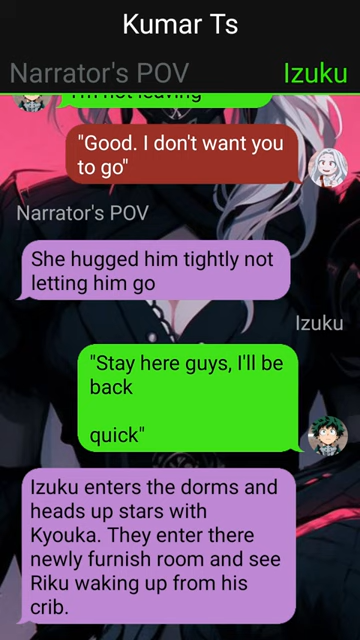 Kumar Ts
Narrator's POV
Izuku
I'm not leaving
"Good. I don't want you
to go"
Narrator's POV
She hugged him tightly not
letting him go
Izuku
"Stay here guys, I'll be
back
quick"
Izuku enters the dorms and
heads up stars with
Kyouka. They enter there
newly furnish room and see
Riku waking up from his
crib.